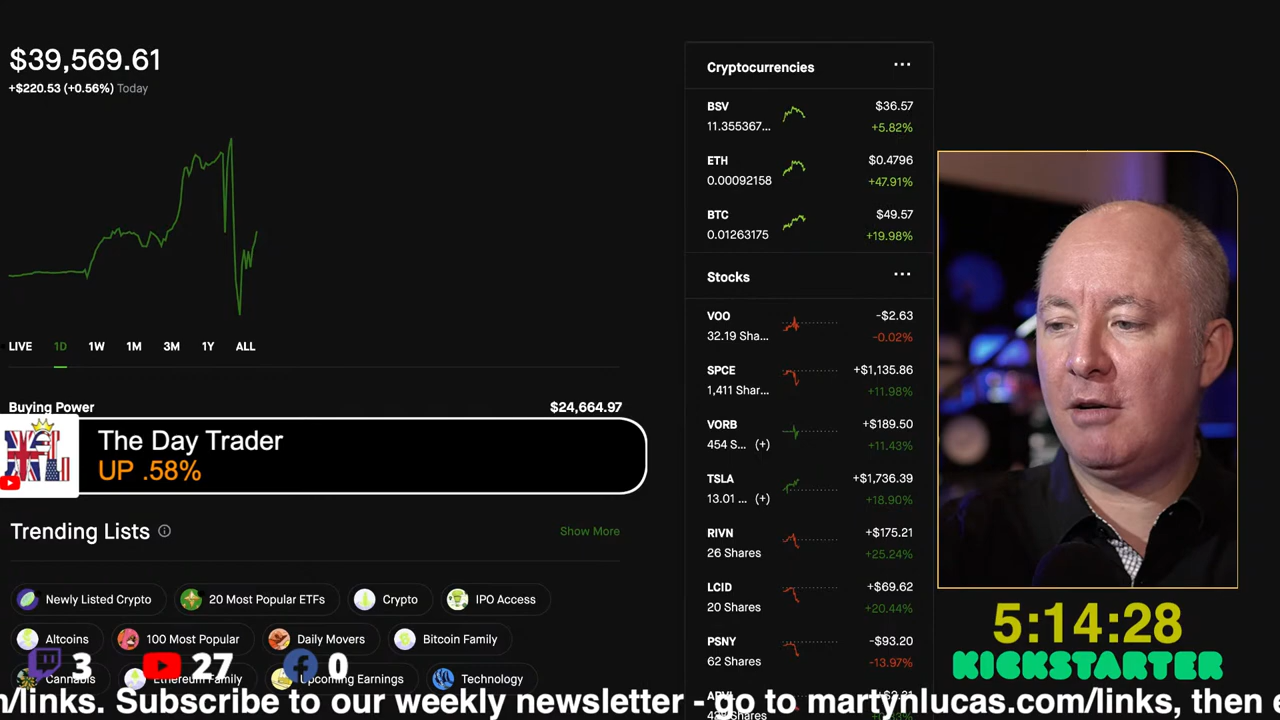 $39,569.61
+$220.53 (+0.56%) Today
LIVE 1D 1W 1M 3M 1Y ALL
Buying Power $24,664.97
The Day Trader
UP .58%
Trending Lists
Show More
Newly Listed Crypto
20 Most Popular ETFs
Crypto
IPO Access
Altcoins
100 Most Popular
Daily Movers
Bitcoin Family
Cannabis
Ethereum Family
Upcoming Earnings
Technology
3 27 0
Cryptocurrencies
BSV $36.57
11.355367... +5.82%
ETH $0.4796
0.00092158 +47.91%
BTC $49.57
0.01263175 +19.98%
Stocks
VOO -$2.63
32.19 Sha... -0.02%
SPCE +$1,135.86
1,411 Shar... +11.98%
VORB +$189.50
454 S... (+) +11.43%
TSLA +$1,736.39
13.01 ... (+) +18.90%
RIVN +$175.21
26 Shares +25.24%
LCID +$69.62
20 Shares +20.44%
PSNY -$93.20
62 Shares -13.97%
5:14:28
KICKSTARTER
/links. Subscribe to our weekly newsletter - go to martynlucas.com/links, then